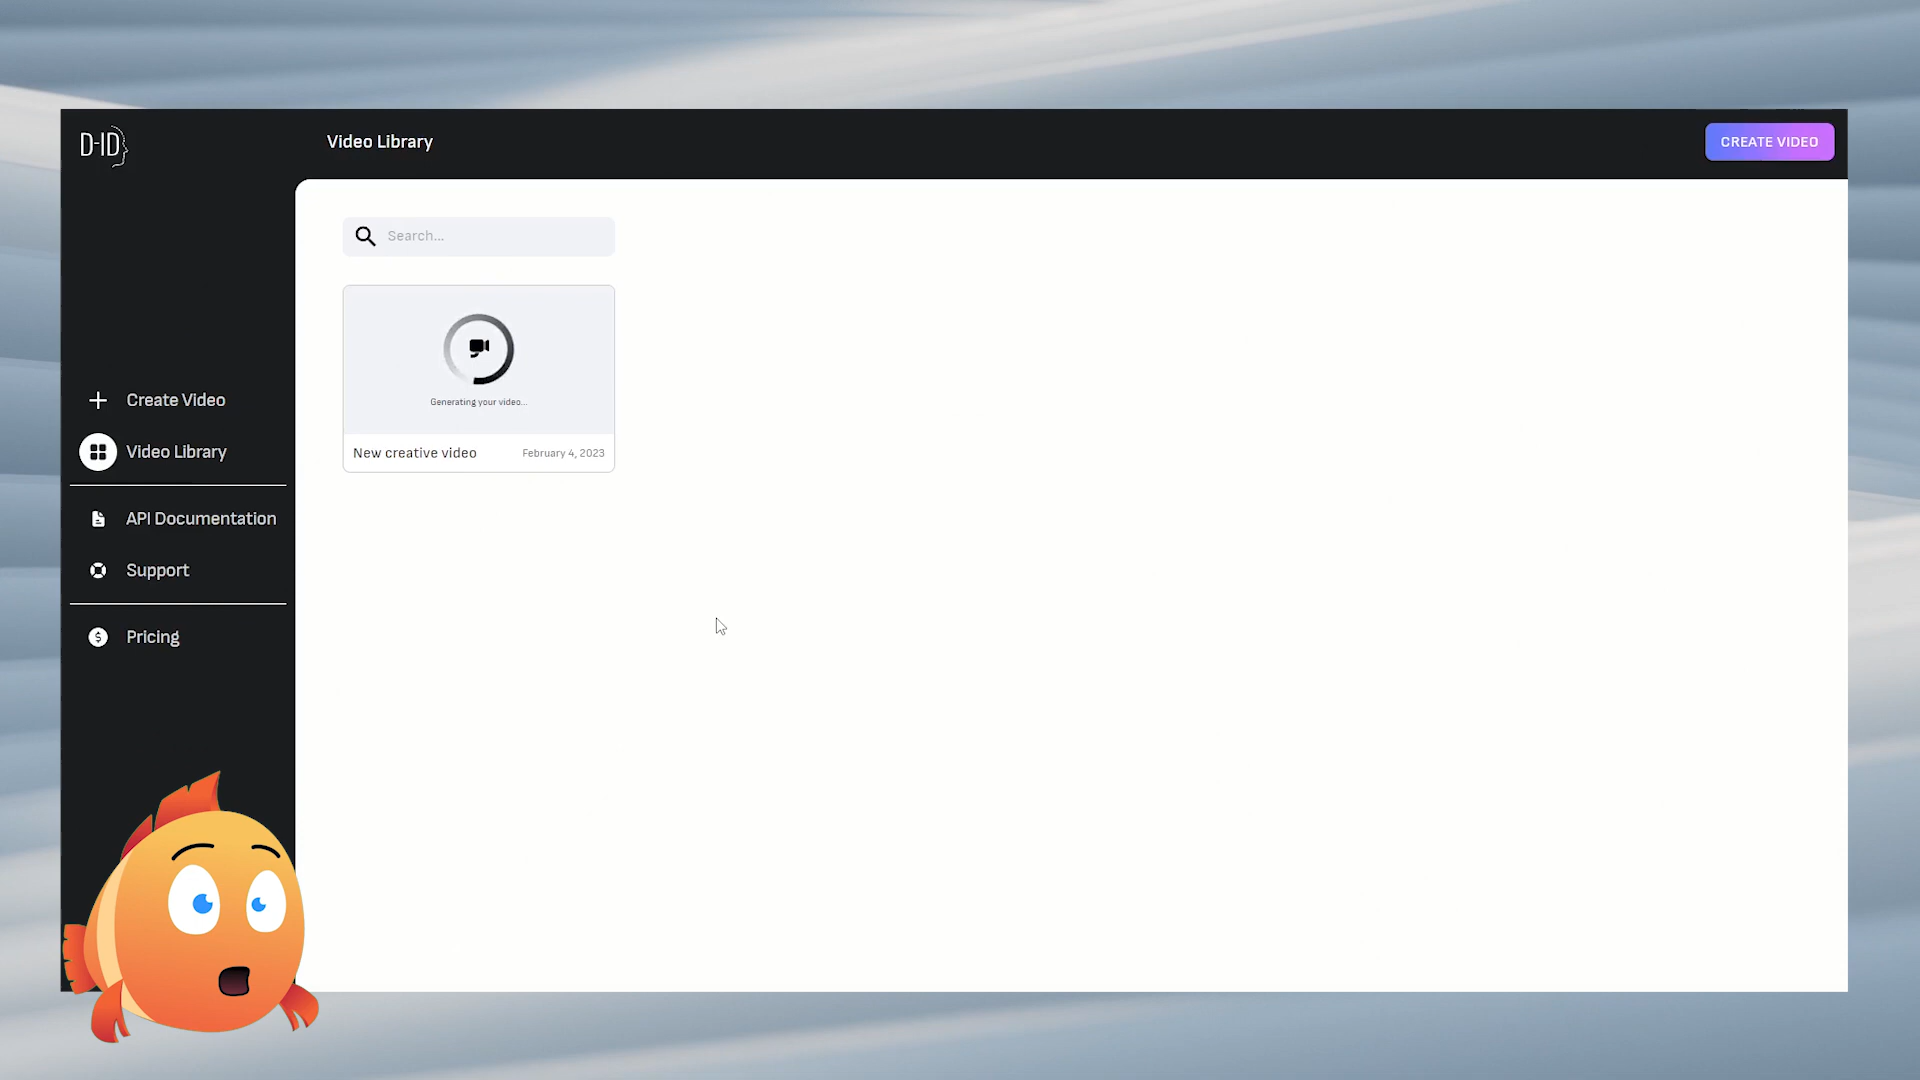 D-ID
Video Library
CREATE VIDEO
Search...
Generating your video...
New creative video
February 4, 2023
Create Video
Video Library
API Documentation
Support
$
Pricing